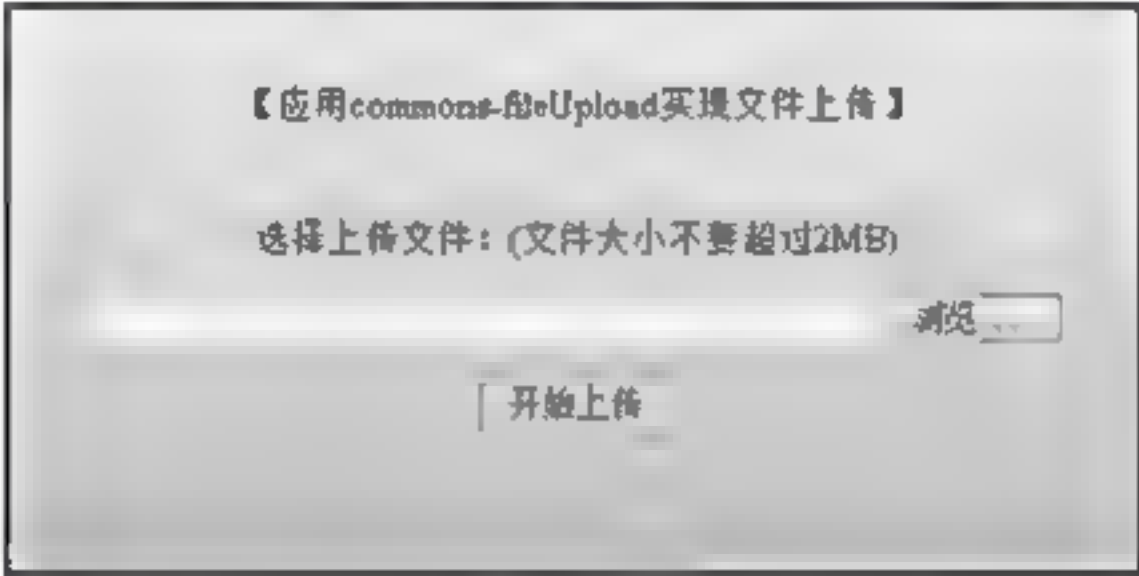 【应用commons-fileUpload实现文件上传】
选择上传文件：(文件大小不要超过2MB)
浏览...
开始上传